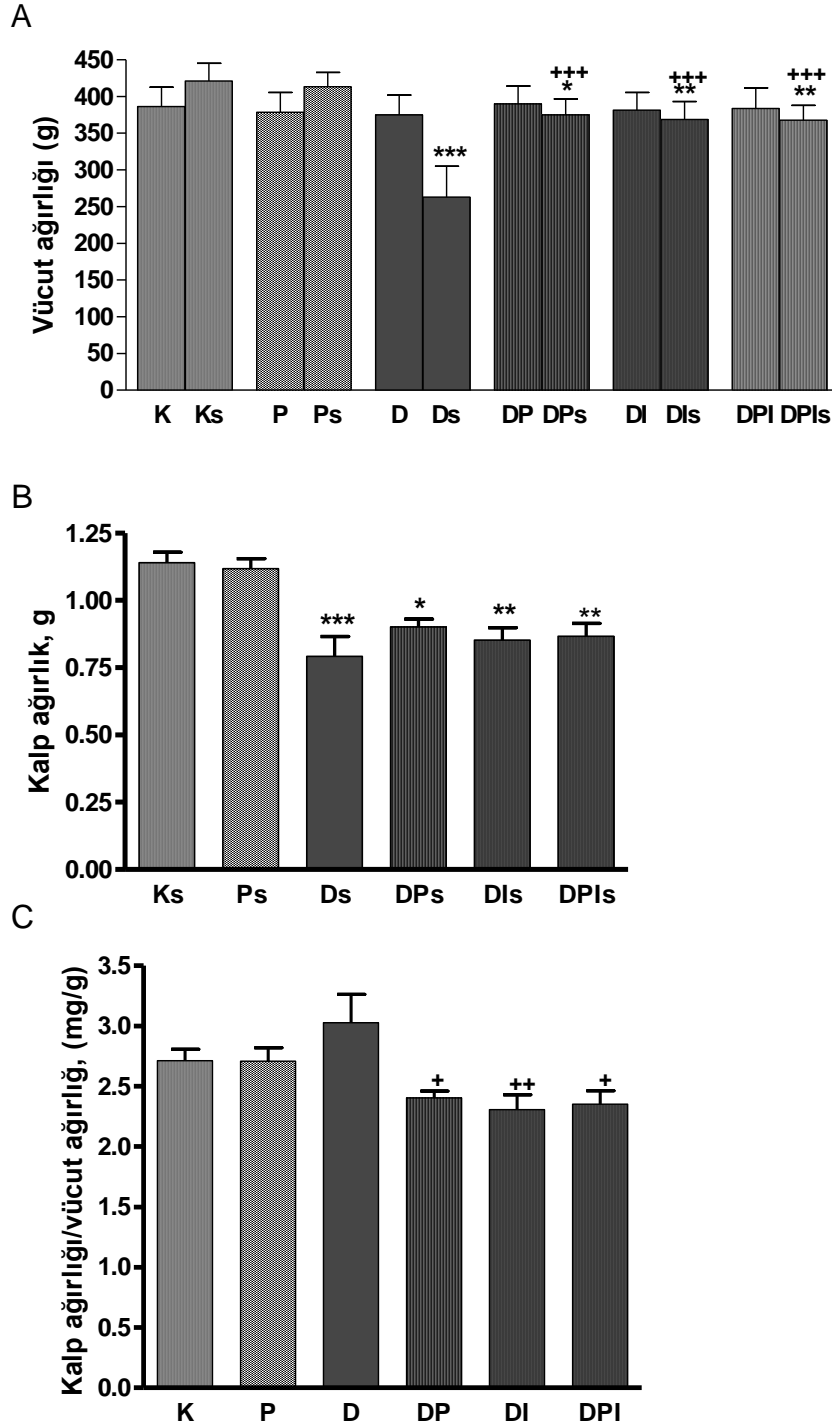 A
Vücut ağırlığı (g)
450
400
350
300
250
200
150
100
50
0
***
+++
*
+++
**
+++
**
K Ks P Ps D Ds DP DPs DI DIs DPI DPIs
B
Kalp ağırlık, g
1.25
1.00
0.75
0.50
0.25
0.00
*** * ** **
Ks Ps Ds DPs DIs DPIs
C
Kalp ağırlığı/vücut ağırlığ, (mg/g)
3.5
3.0
2.5
2.0
1.5
1.0
0.5
0.0
+ ++ +
K P D DP DI DPI